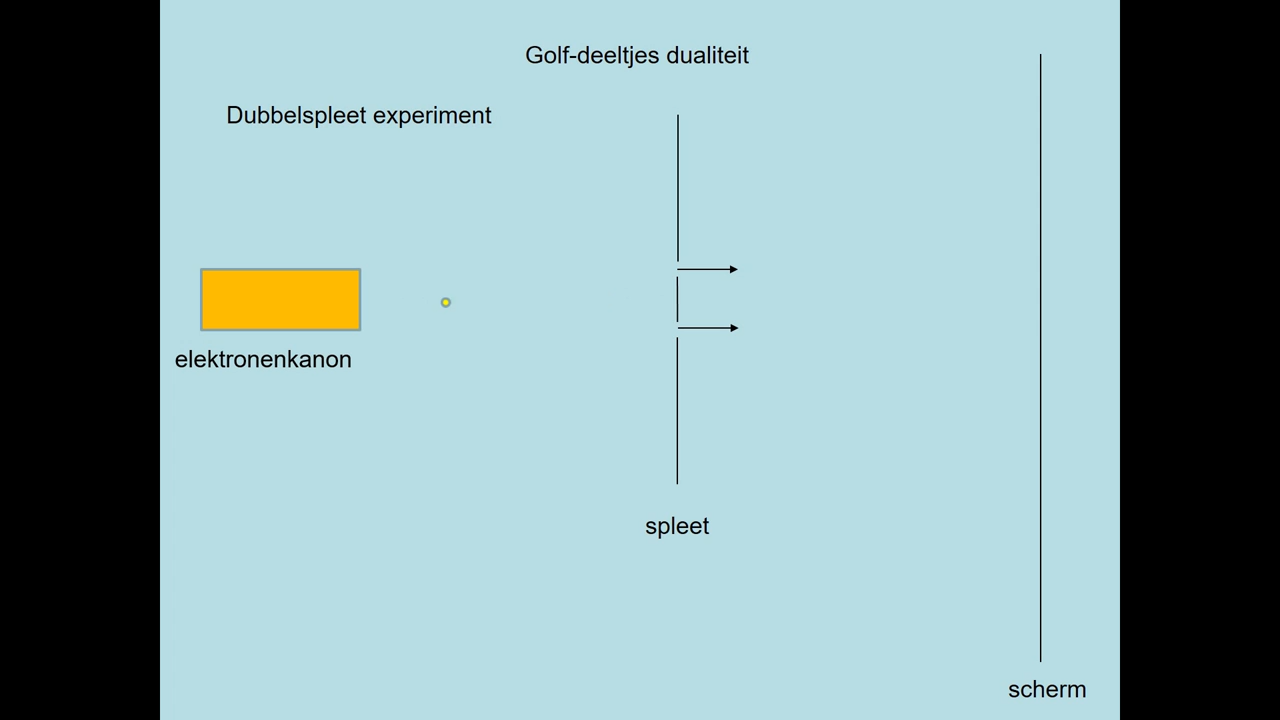 Golf-deeltjes dualiteit
Dubbelspleet experiment
elektronenkanon
spleet
scherm